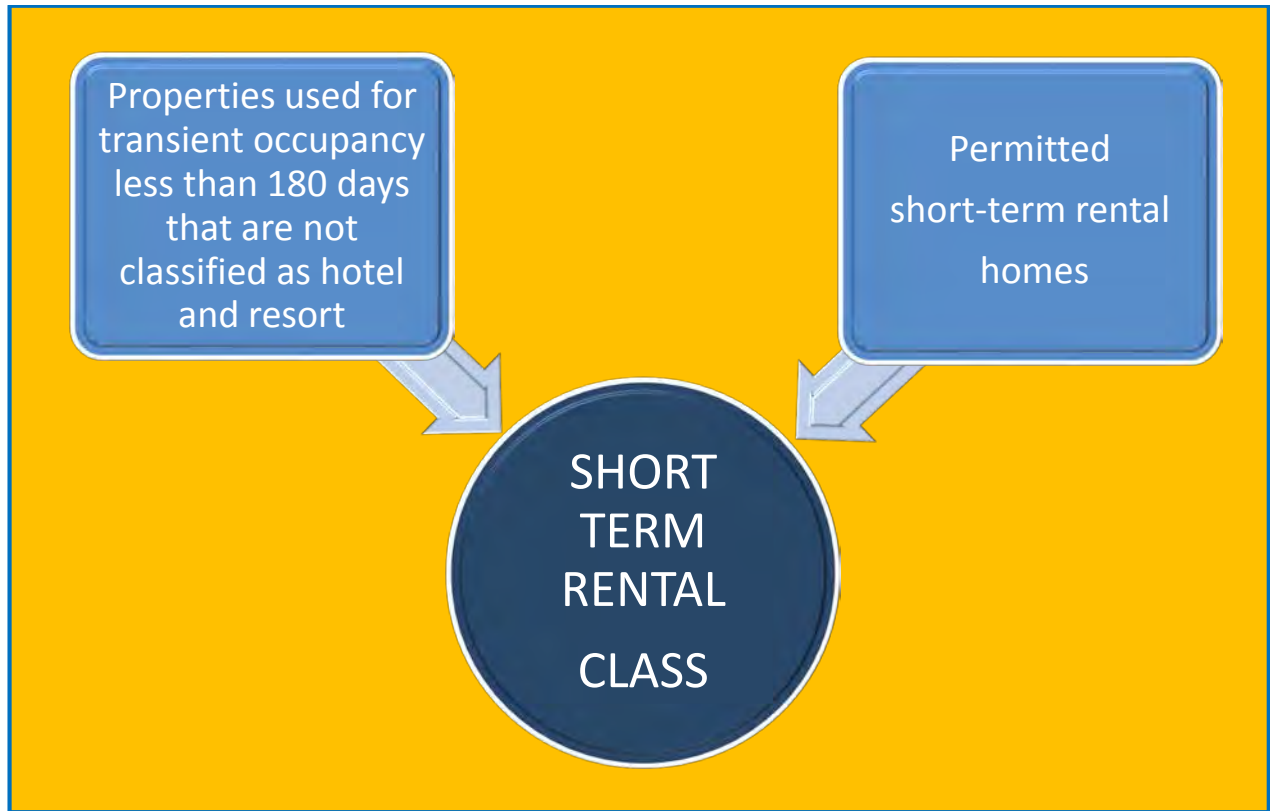 Properties used for
transient occupancy
less than 180 days
that are not
classified as hotel
and resort
Permitted
short-term rental
homes
SHORT
TERM
RENTAL
CLASS